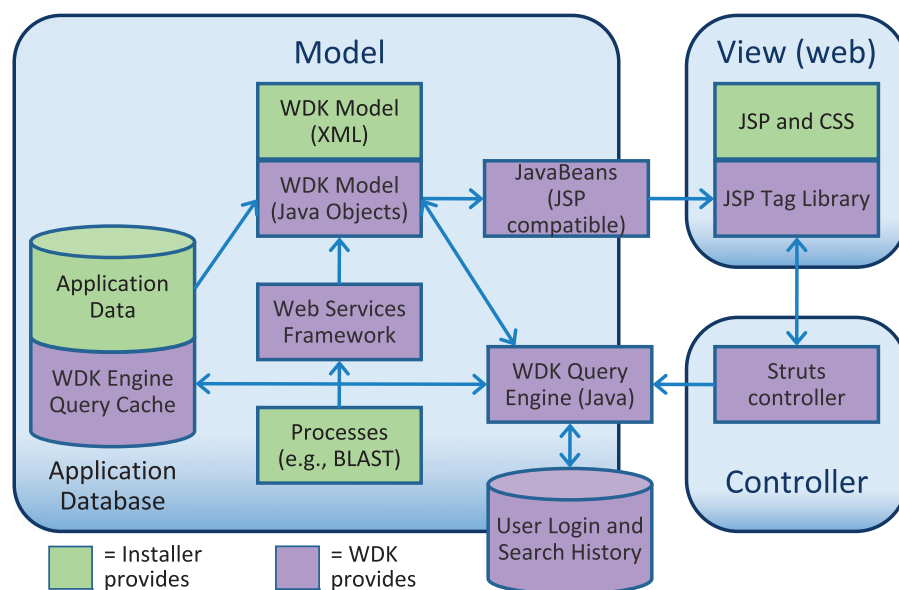 Model
View (web)
WDK Model
(XML)
JSP and CSS
WDK Model
(Java Objects)
JavaBeans
(JSP
compatible)
JSP Tag Library
Application
Data
Web Services
Framework
WDK Engine
Query Cache
WDK Query
Engine (Java)
Struts
controller
Processes
(e.g., BLAST)
Application
Database
Controller
User Login and
Search History
= Installer
provides
= WDK
provides